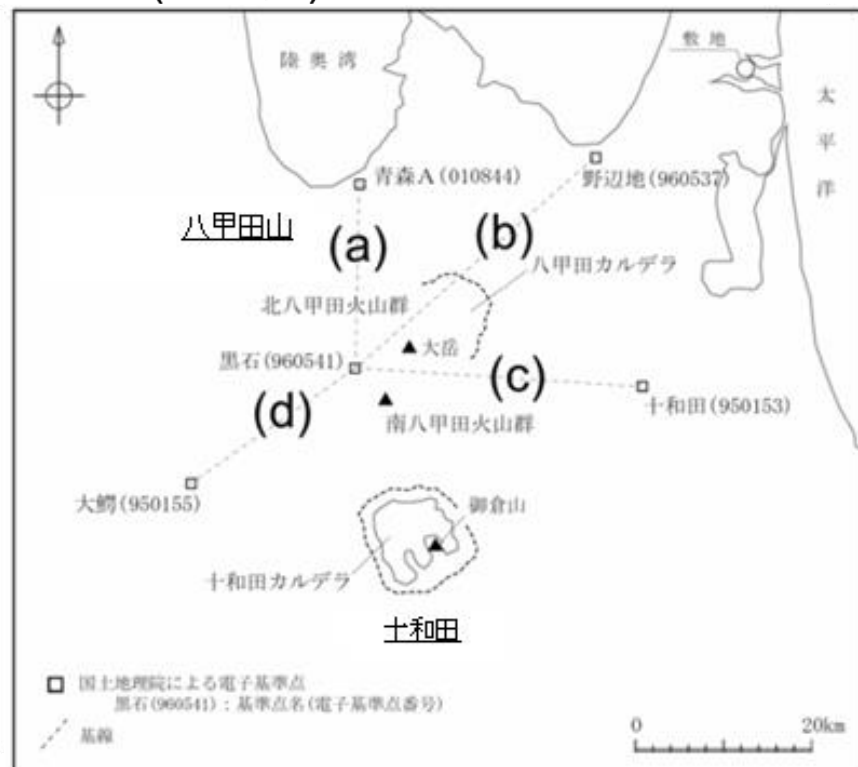 陸奥湾
敷地
太平洋
青森A(010844)
野辺地(960537)
八甲田山
(a)
(b)
八甲田カルデラ
北八甲田火山群
大岳
黒石(960541)
(c)
十和田(950153)
(d)
南八甲田火山群
大鰐(950155)
御倉山
十和田カルデラ
十和田
国土地理院による電子基準点
黒石(960541):基準点名(電子基準点番号)
基線
0 20km